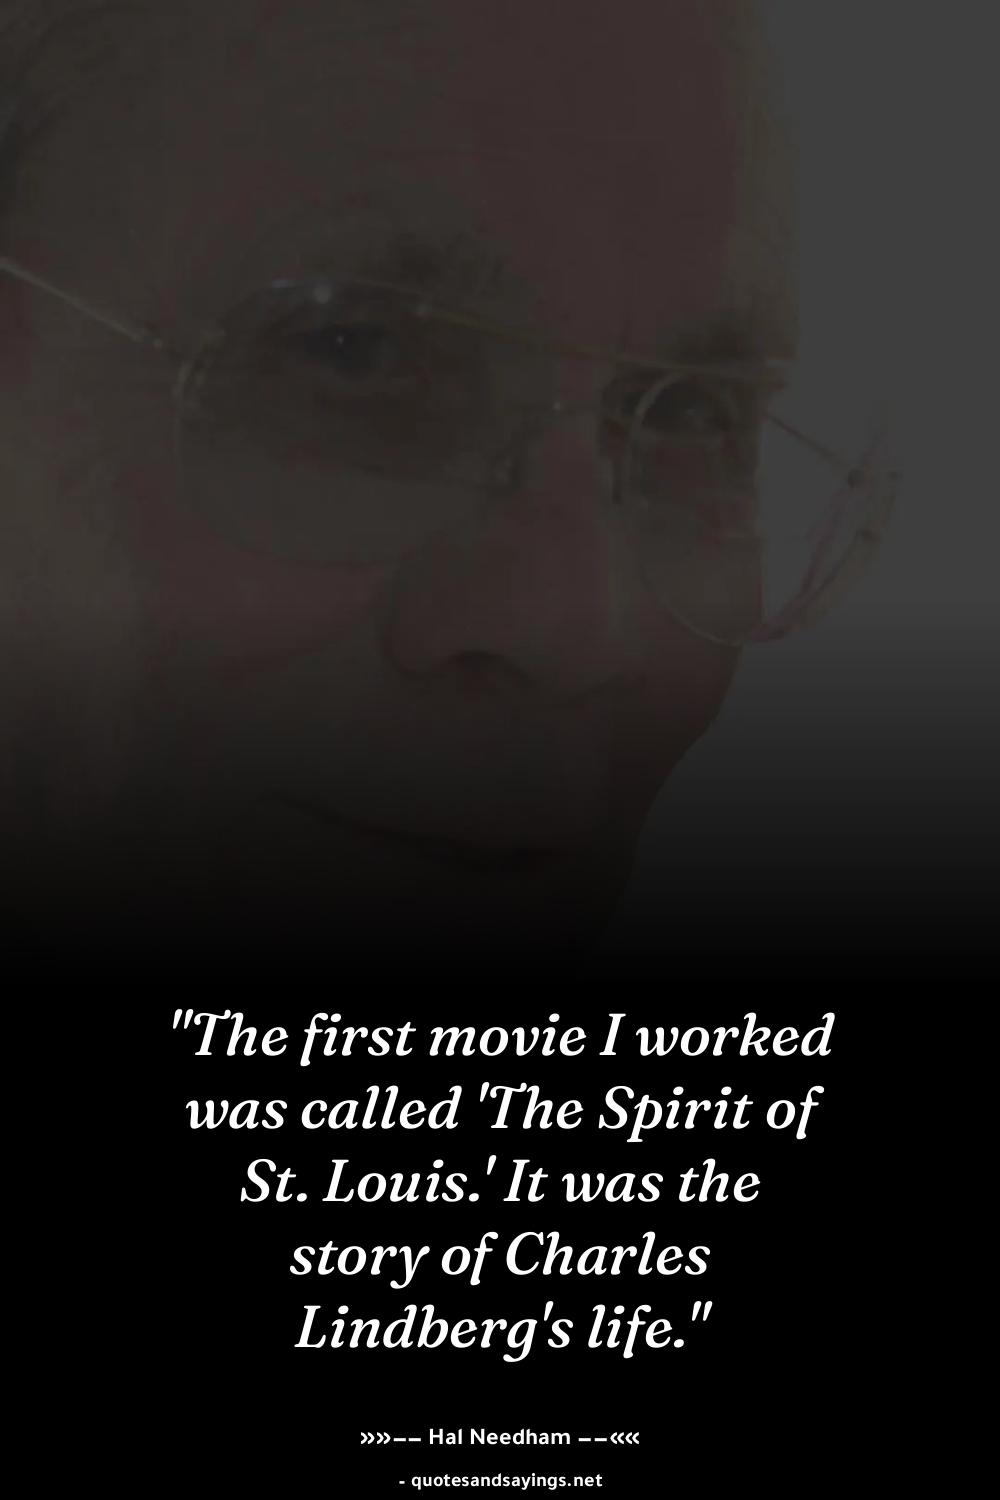 "The first movie I worked
was called 'The Spirit of
St. Louis.' It was the
story of Charles
Lindberg's life."
»»−− Hal Needham −−««
- quotesandsayings.net